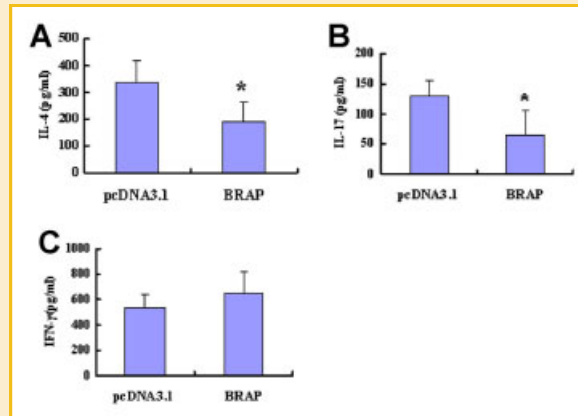 A
500
400
300
200
100
0
IL-4 (pg/ml)
*
pcDNA3.1 BRAP
B
200
150
100
50
0
IL-17 (pg/ml)
*
pcDNA3.1 BRAP
C
1000
800
600
400
200
0
IFN-γ(pg/ml)
pcDNA3.1 BRAP